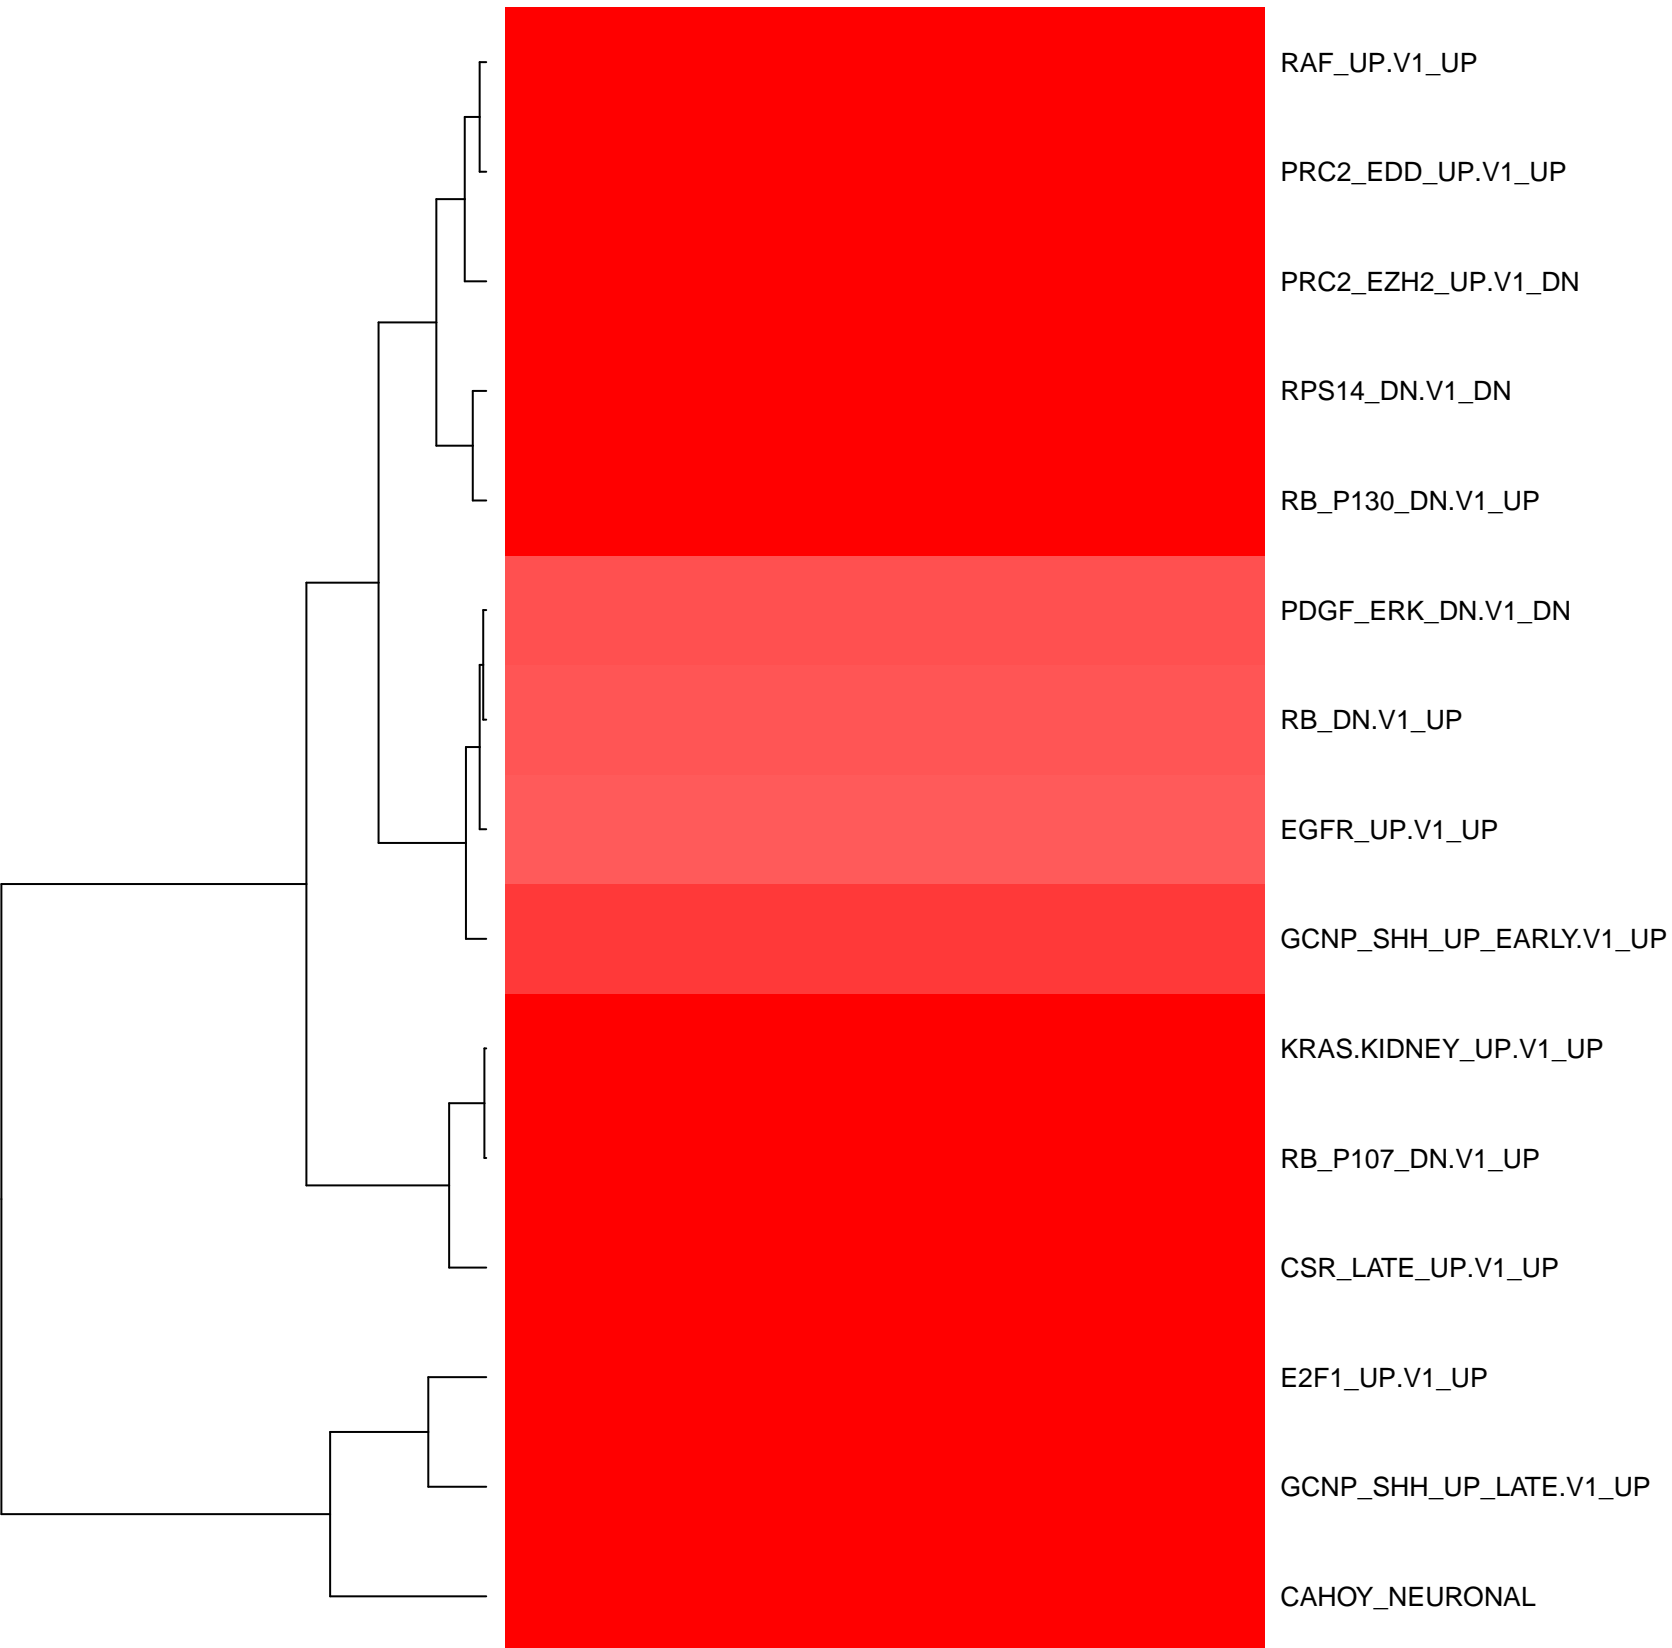 RAF_UP.V1_UP
PRC2_EDD_UP.V1_UP
PRC2_EZH2_UP.V1_DN
RPS14_DN.V1_DN
RB_P130_DN.V1_UP
PDGF_ERK_DN.V1_DN
RB_DN.V1_UP
EGFR_UP.V1_UP
GCNP_SHH_UP_EARLY.V1_UP
KRAS.KIDNEY_UP.V1_UP
RB_P107_DN.V1_UP
CSR_LATE_UP.V1_UP
E2F1_UP.V1_UP
GCNP_SHH_UP_LATE.V1_UP
CAHOY_NEURONAL